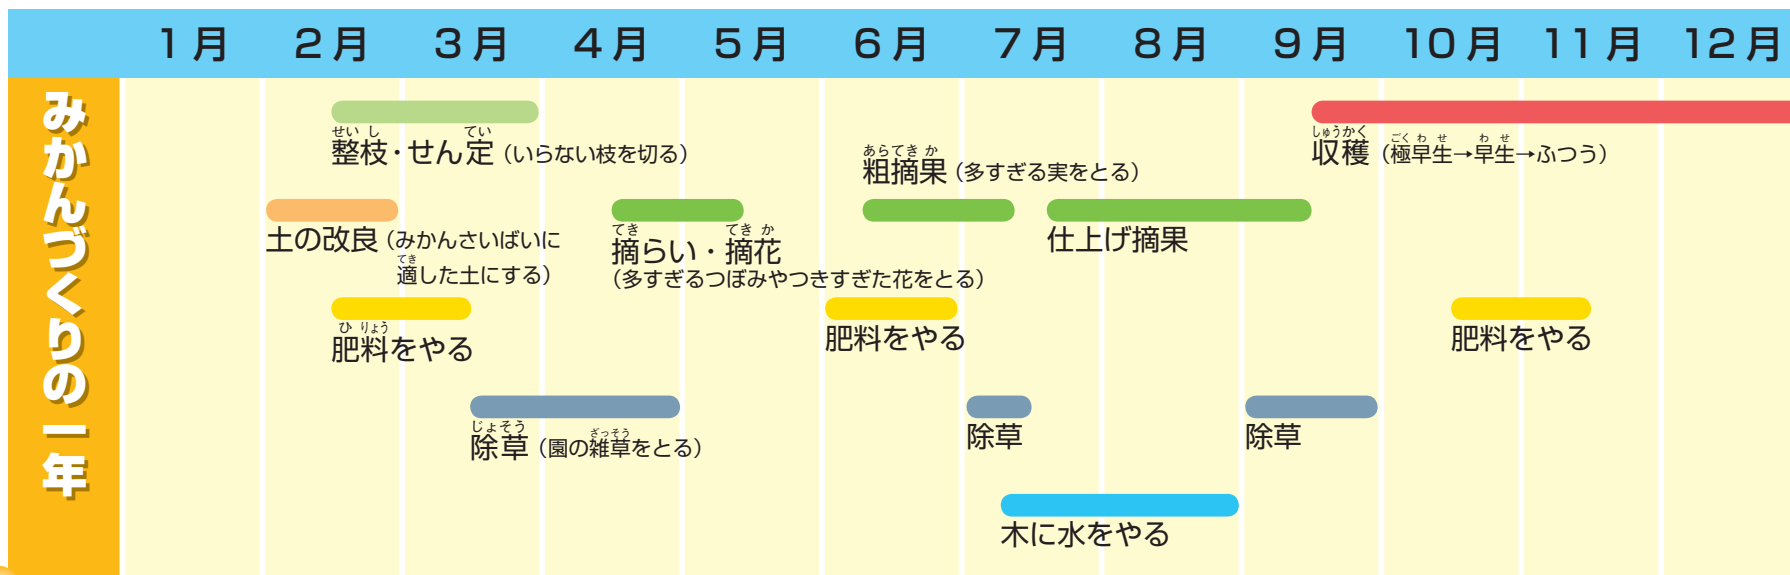 1月 2月 3月 4月 5月 6月 7月 8月 9月 10月 11月 12月
みかんづくりの一年
せいし てい
整枝・せん定（いらない枝を切る）
あらてきか
粗摘果（多すぎる実をとる）
しゅうかく ごくわせ わせ
収穫（極早生→早生→ふつう）
土の改良（みかんさいばいに
てき
適した土にする）
てき てきか
摘らい・摘花
（多すぎるつぼみやつきすぎた花をとる）
仕上げ摘果
ひりょう
肥料をやる
肥料をやる
肥料をやる
じょそう ざっそう
除草（園の雑草をとる）
除草
除草
木に水をやる